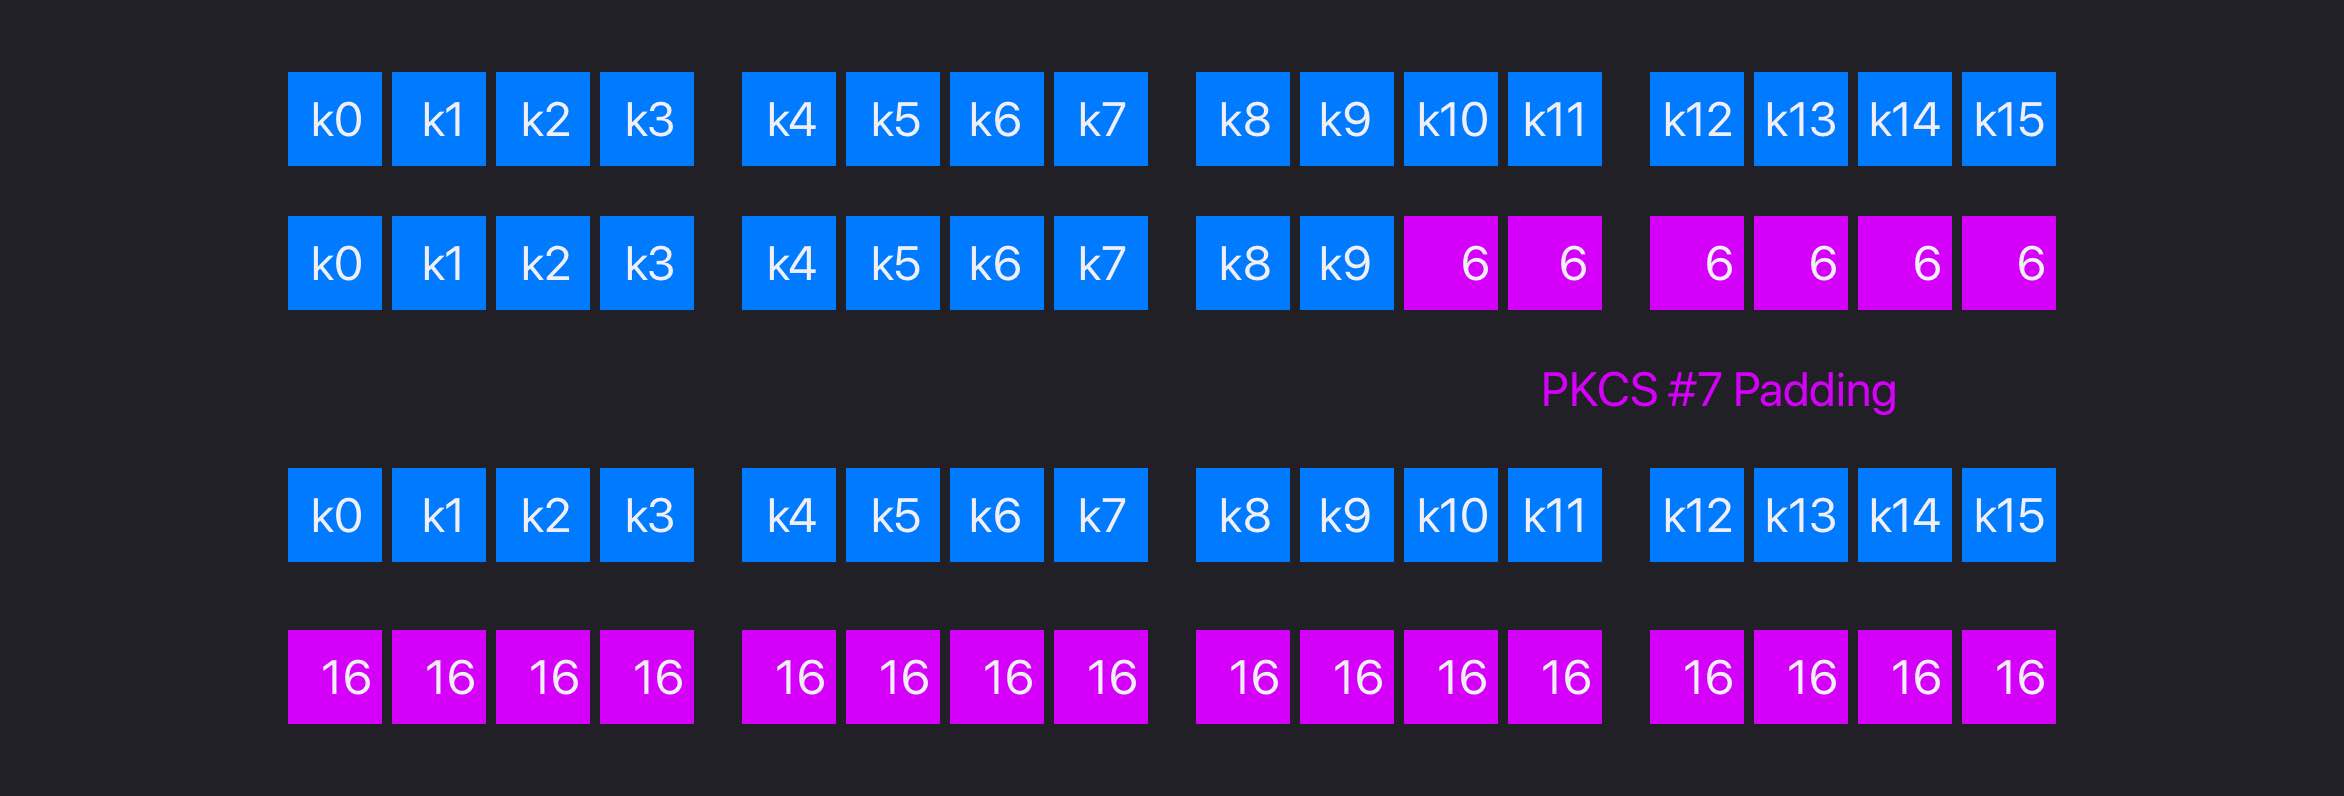 k0 k1 k2 k3 k4 k5 k6 k7 k8 k9 k10 k11 k12 k13 k14 k15
k0 k1 k2 k3 k4 k5 k6 k7 k8 k9 6 6 6 6 6 6
PKCS #7 Padding
k0 k1 k2 k3 k4 k5 k6 k7 k8 k9 k10 k11 k12 k13 k14 k15
16 16 16 16 16 16 16 16 16 16 16 16 16 16 16 16